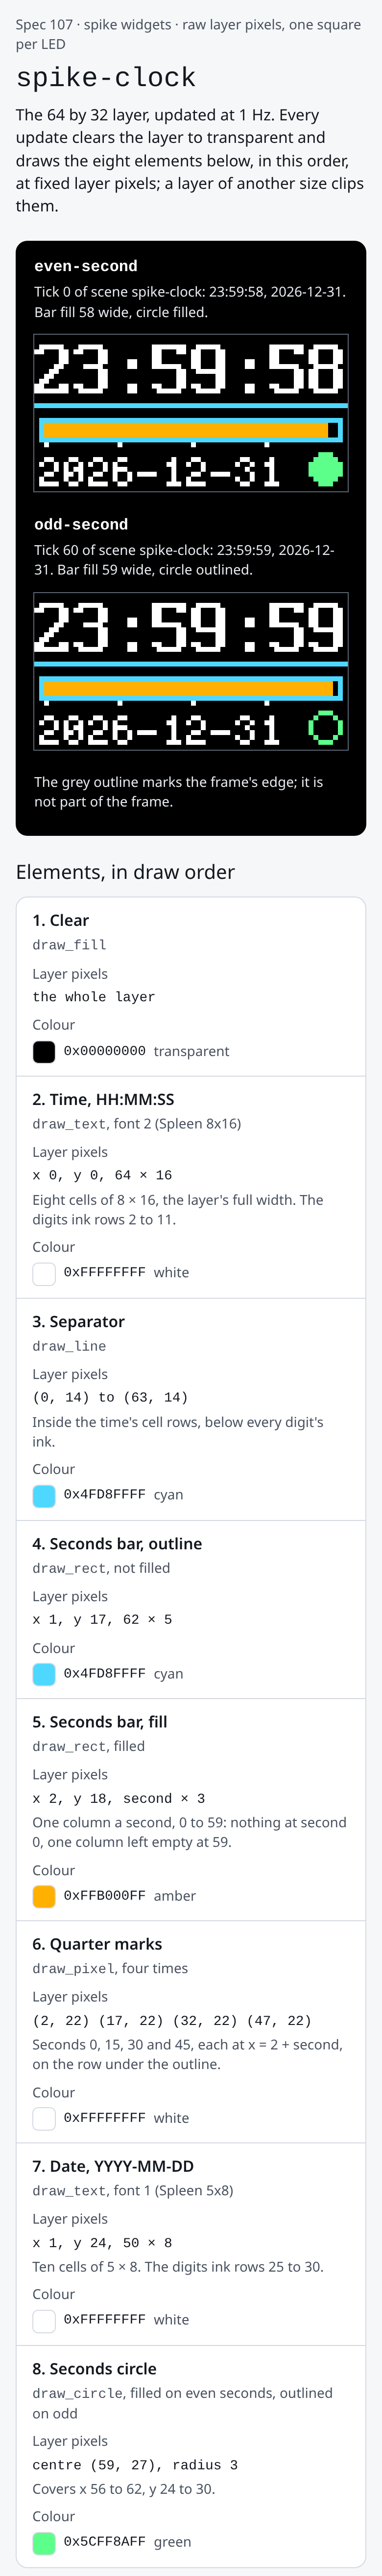 Spec 107 · spike widgets · raw layer pixels, one square
per LED
spike-clock
The 64 by 32 layer, updated at 1 Hz. Every
update clears the layer to transparent and
draws the eight elements below, in this order,
at fixed layer pixels; a layer of another size clips
them.
even-second
Tick 0 of scene spike-clock: 23:59:58, 2026-12-31.
Bar fill 58 wide, circle filled.
23:59:58
2026-12-31
odd-second
Tick 60 of scene spike-clock: 23:59:59, 2026-12-
31. Bar fill 59 wide, circle outlined.
23:59:59
2026-12-31
The grey outline marks the frame's edge; it is
not part of the frame.
Elements, in draw order
1. Clear
draw_fill
Layer pixels
the whole layer
Colour
0x00000000 transparent
2. Time, HH:MM:SS
draw_text, font 2 (Spleen 8x16)
Layer pixels
x 0, y 0, 64 × 16
Eight cells of 8 × 16, the layer's full width. The
digits ink rows 2 to 11.
Colour
0xFFFFFFFF white
3. Separator
draw_line
Layer pixels
(0, 14) to (63, 14)
Inside the time's cell rows, below every digit's
ink.
Colour
0x4FD8FFFF cyan
4. Seconds bar, outline
draw_rect, not filled
Layer pixels
x 1, y 17, 62 × 5
Colour
0x4FD8FFFF cyan
5. Seconds bar, fill
draw_rect, filled
Layer pixels
x 2, y 18, second × 3
One column a second, 0 to 59: nothing at second
0, one column left empty at 59.
Colour
0xFFB000FF amber
6. Quarter marks
draw_pixel, four times
Layer pixels
(2, 22) (17, 22) (32, 22) (47, 22)
Seconds 0, 15, 30 and 45, each at x = 2 + second,
on the row under the outline.
Colour
0xFFFFFFFF white
7. Date, YYYY-MM-DD
draw_text, font 1 (Spleen 5x8)
Layer pixels
x 1, y 24, 50 × 8
Ten cells of 5 × 8. The digits ink rows 25 to 30.
Colour
0xFFFFFFFF white
8. Seconds circle
draw_circle, filled on even seconds, outlined
on odd
Layer pixels
centre (59, 27), radius 3
Covers x 56 to 62, y 24 to 30.
Colour
0x5CFF8AFF green